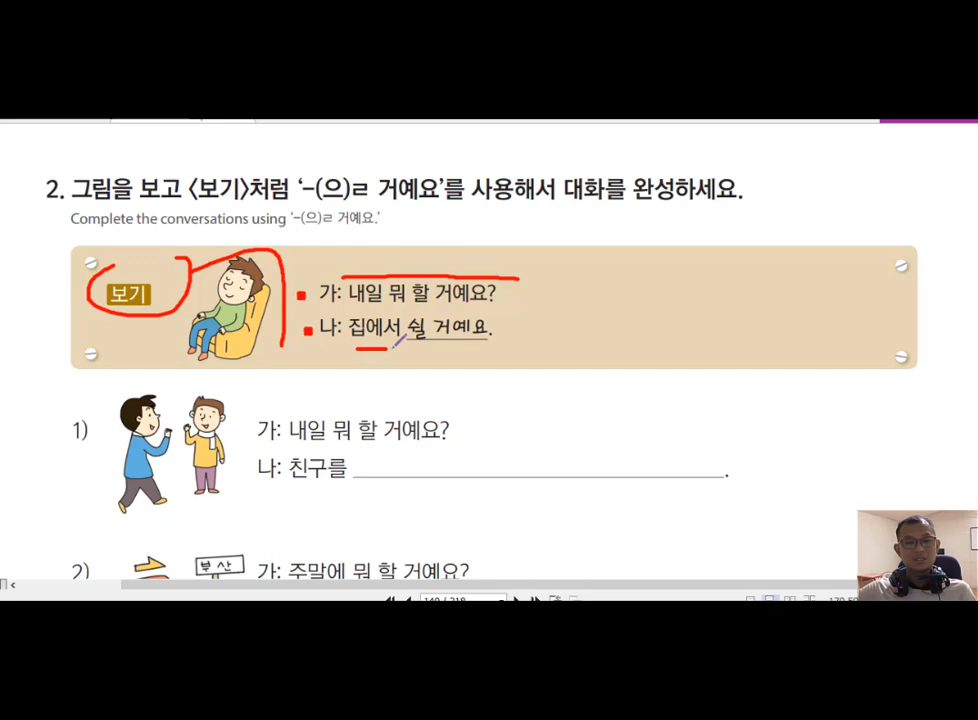 2. 그림을 보고 〈보기〉처럼 ‘-(으)ㄹ 거예요’를 사용해서 대화를 완성하세요.
Complete the conversations using ‘-(으)ㄹ 거예요.’
보기
가: 내일 뭐 할 거예요?
나: 집에서 쉴 거예요.
1)
가: 내일 뭐 할 거예요?
나: 친구를 .
2)
부산
가: 주말에 뭐 할 거예요?